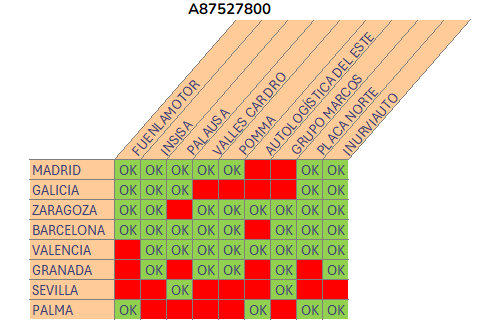 A87527800
FUENLAMOTOR
INSISA
PALAUSA
VALLES CARDRO
POMMA
AUTOLOGÍSTICA DEL ESTE
GRUPO MARCOS
PLACA NORTE
INURVIAUTO
MADRID OK OK OK OK OK OK OK
GALICIA OK OK OK OK OK
ZARAGOZA OK OK OK OK OK OK OK OK
BARCELONA OK OK OK OK OK OK OK OK
VALENCIA OK OK OK OK OK OK OK OK
GRANADA OK OK OK OK OK
SEVILLA OK OK
PALMA OK OK OK OK